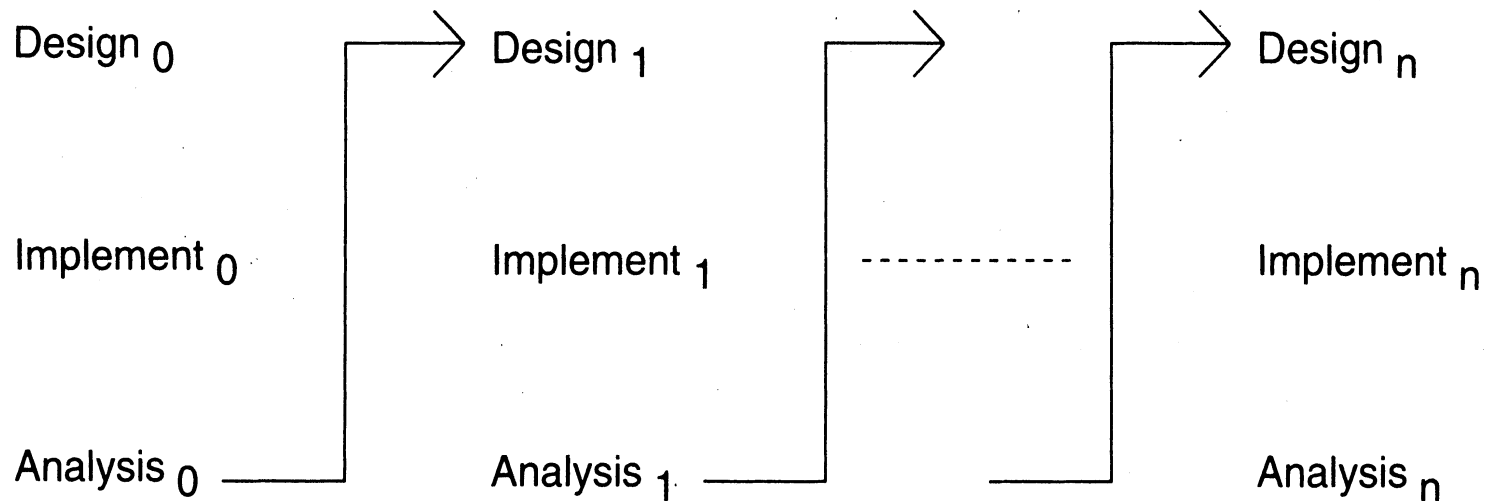 Design 0 Design 1 Design n
Implement 0 Implement 1 Implement n
Analysis 0 Analysis 1 Analysis n